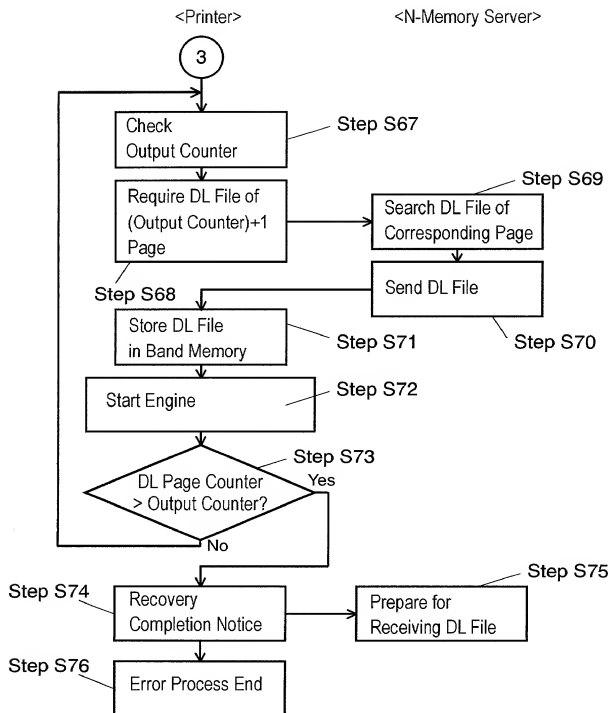 <Printer>
<N-Memory Server>
3
Check
Output Counter
Step S67
Require DL File of
(Output Counter)+1
Page
Step S68
Step S69
Search DL File of
Corresponding Page
Send DL File
Step S70
Store DL File
in Band Memory
Step S71
Start Engine
Step S72
Step S73
DL Page Counter
> Output Counter?
Yes
No
Step S74
Recovery
Completion Notice
Step S75
Prepare for
Receiving DL File
Step S76
Error Process End